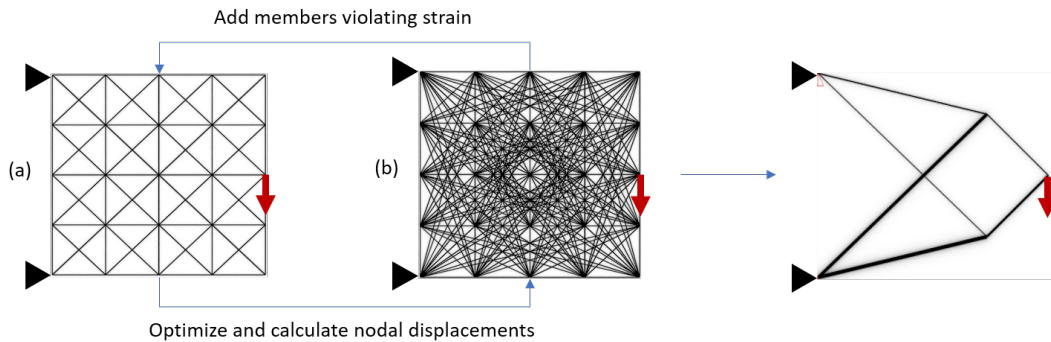 Add members violating strain
(a)
(b)
Optimize and calculate nodal displacements